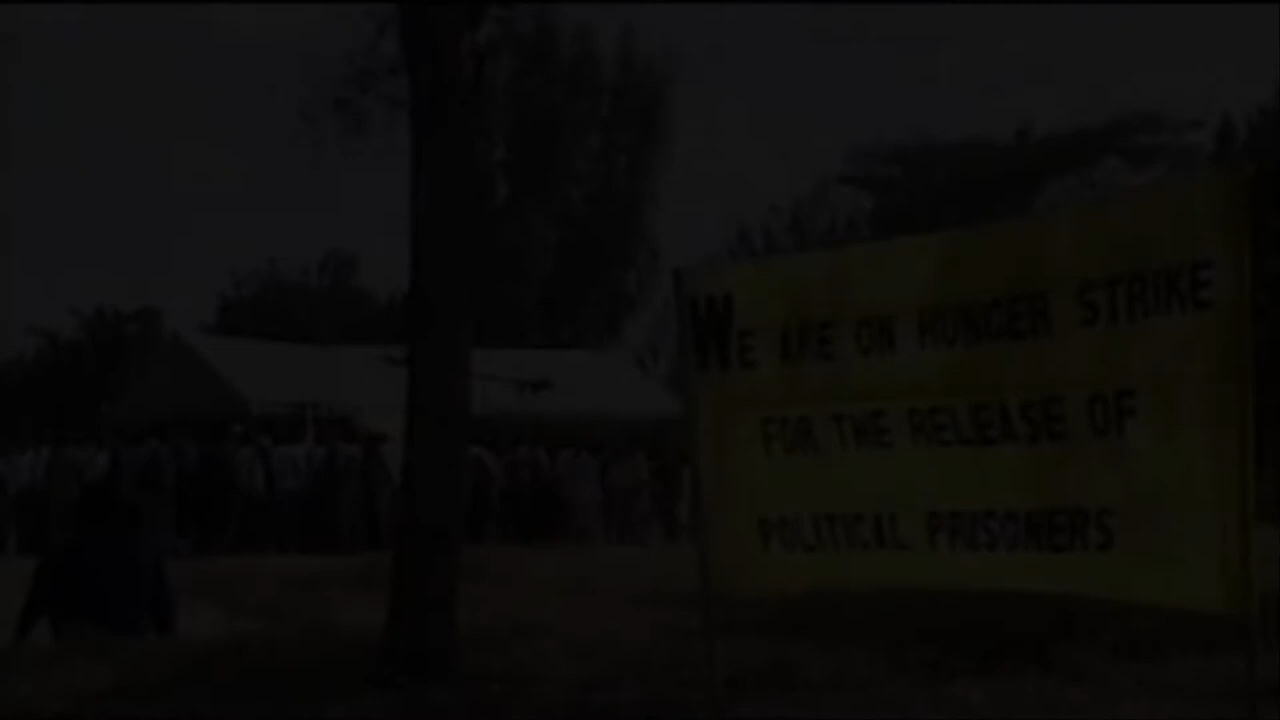 WE ARE ON HUNGER STRIKE
FOR THE RELEASE OF
POLITICAL PRISONERS